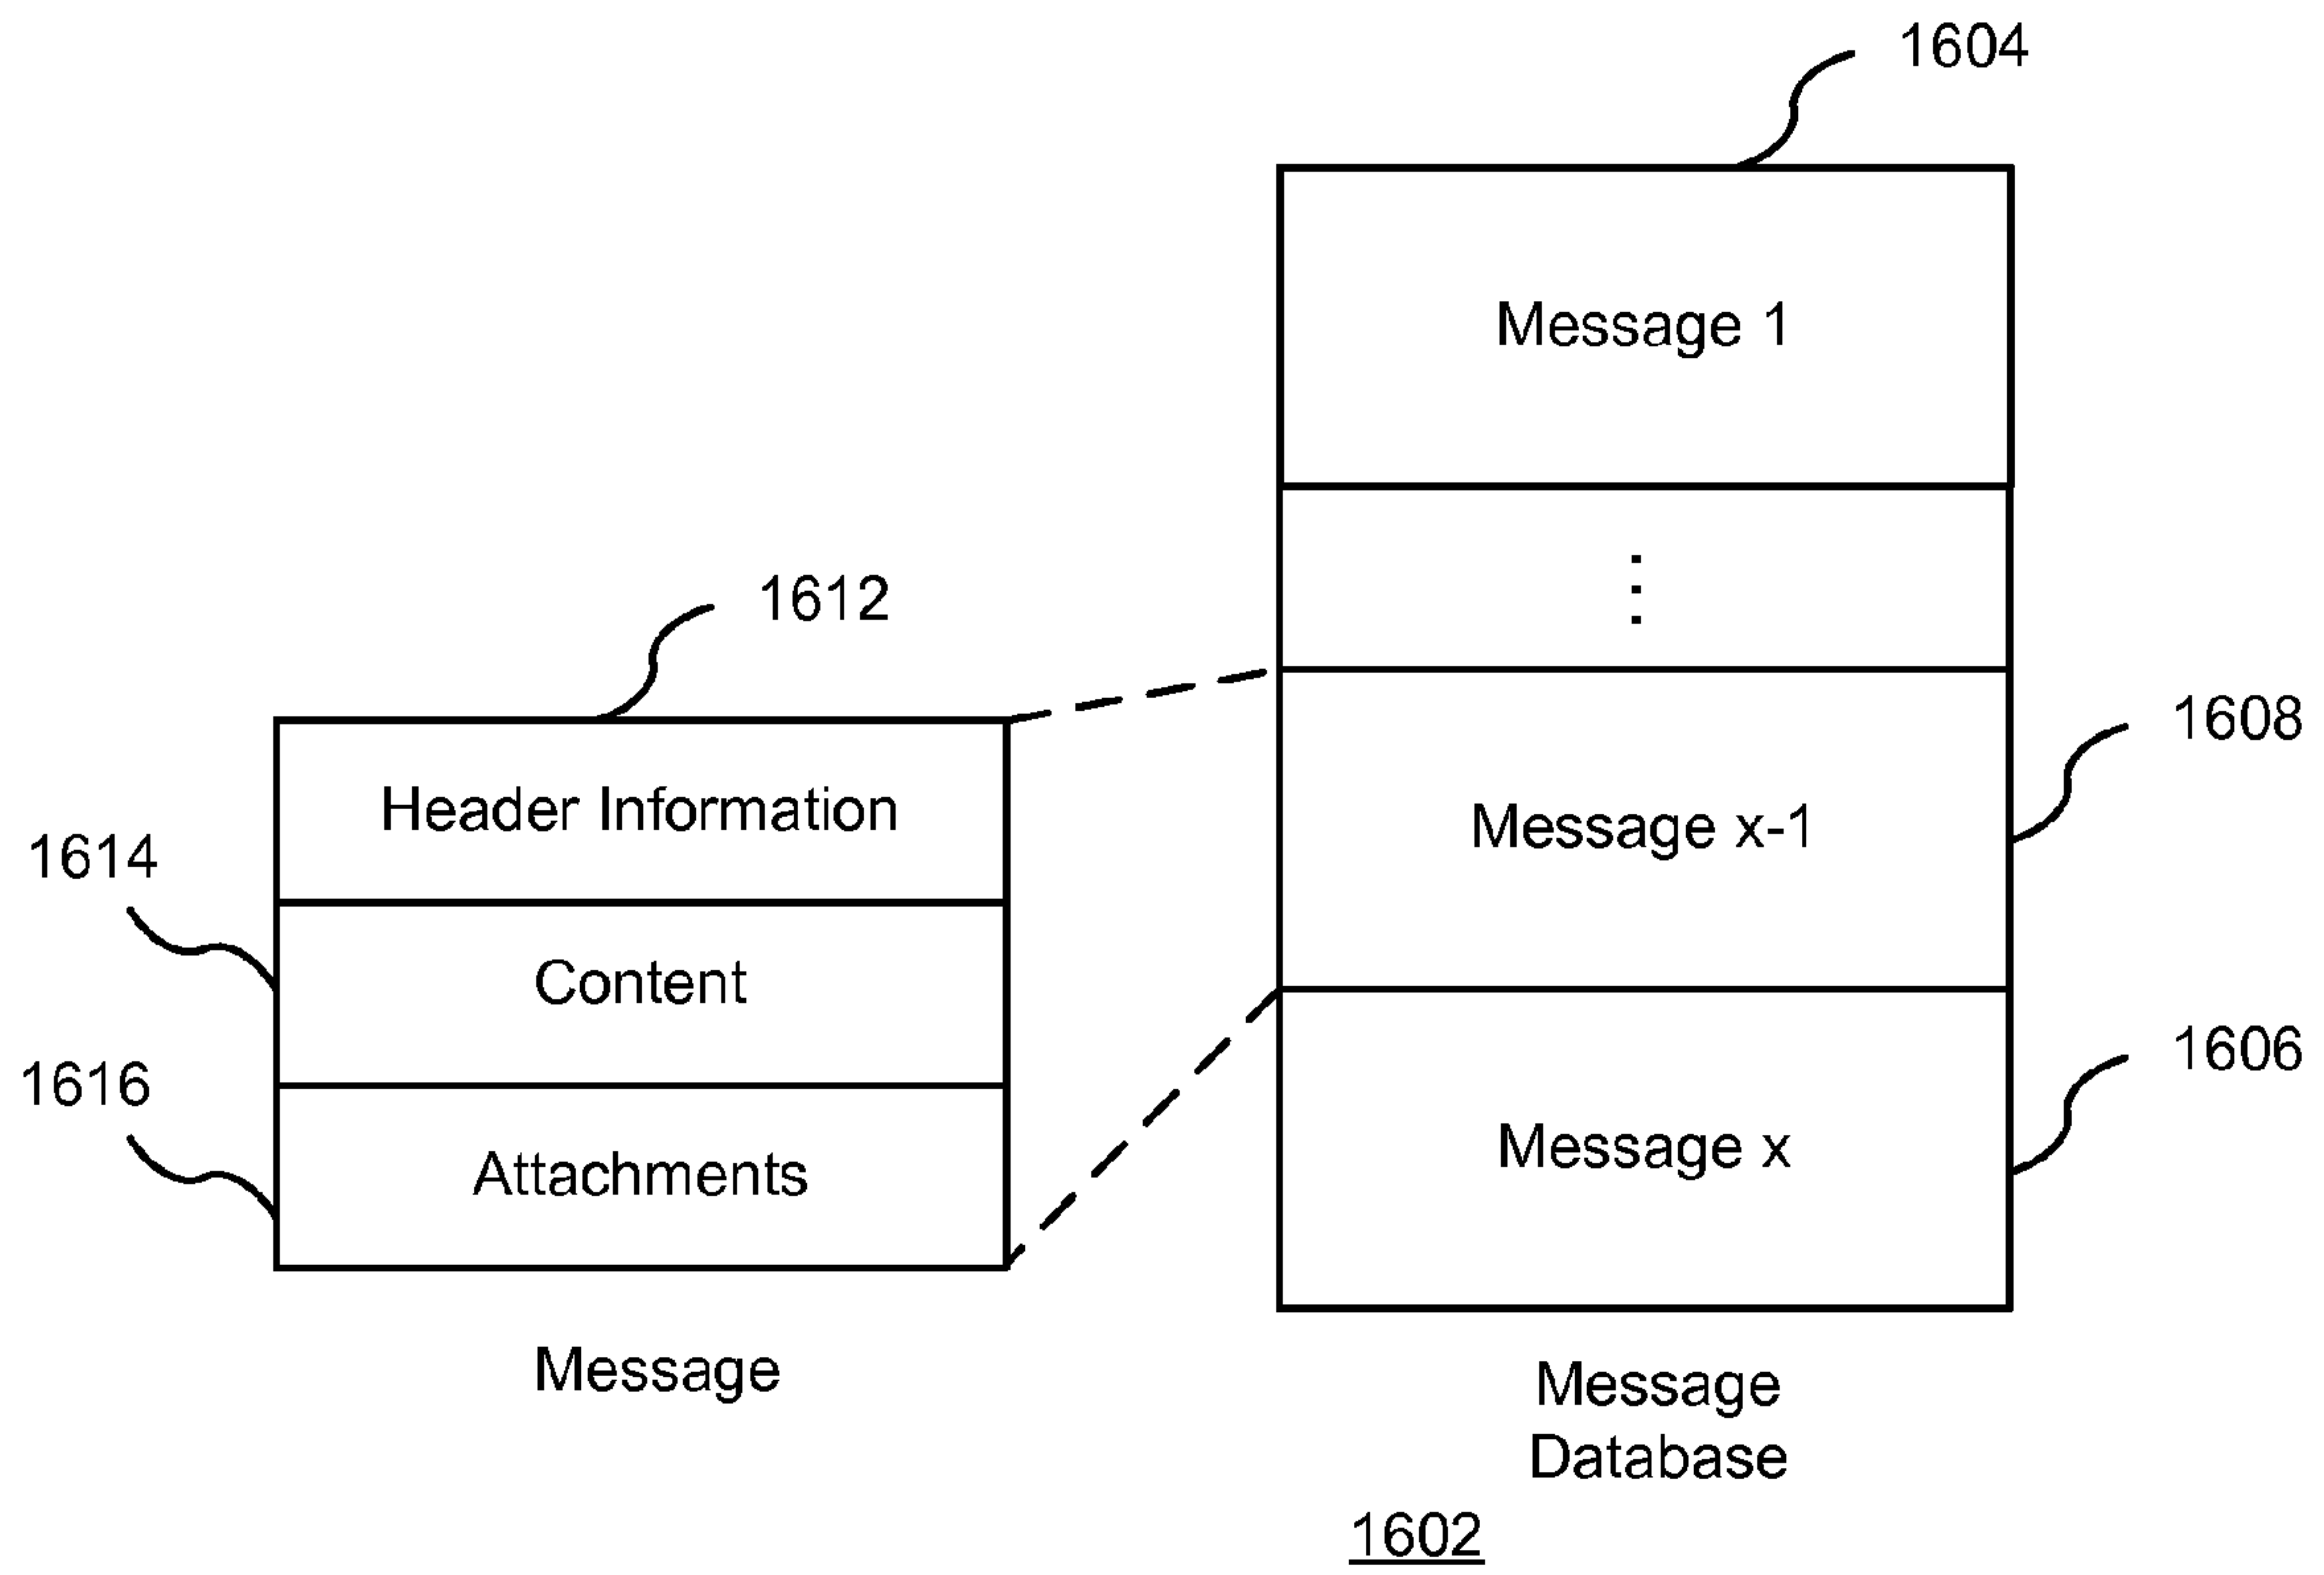 1604
Message 1
⋮
1612
1608
Header Information
Message x-1
1614
Content
1606
1616
Message x
Attachments
Message
Message
Database
1602